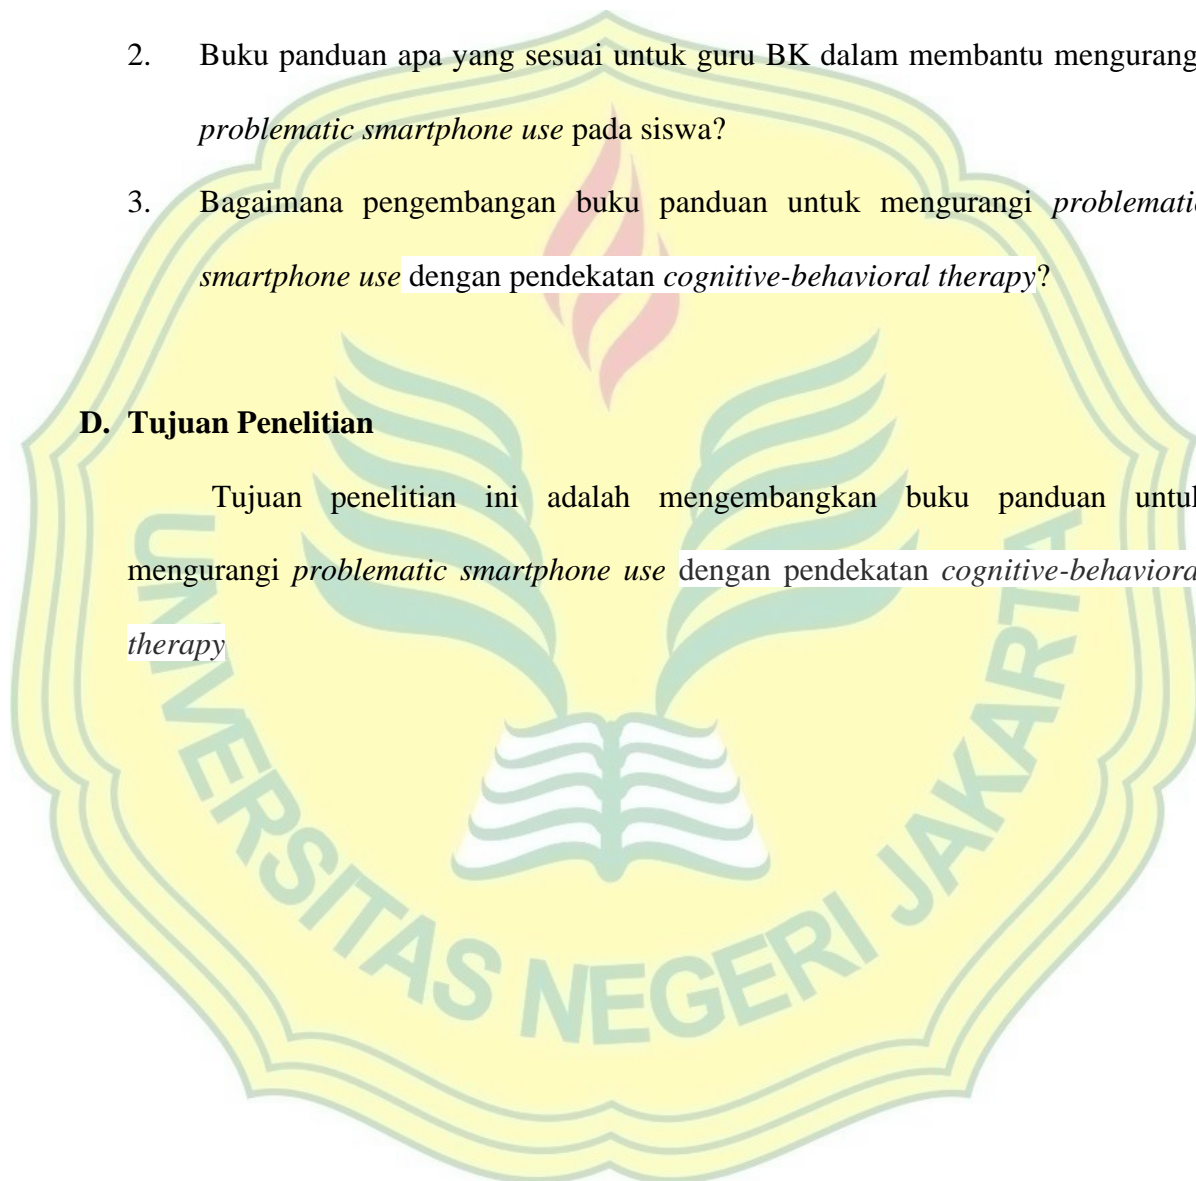 2. Buku panduan apa yang sesuai untuk guru BK dalam membantu mengurang
problematic smartphone use pada siswa?
3. Bagaimana pengembangan buku panduan untuk mengurangi problematic
smartphone use dengan pendekatan cognitive-behavioral therapy?
D. Tujuan Penelitian
Tujuan penelitian ini adalah mengembangkan buku panduan untuk
mengurangi problematic smartphone use dengan pendekatan cognitive-behavioral
therapy
UNIVERSITAS NEGERI JAKARTA